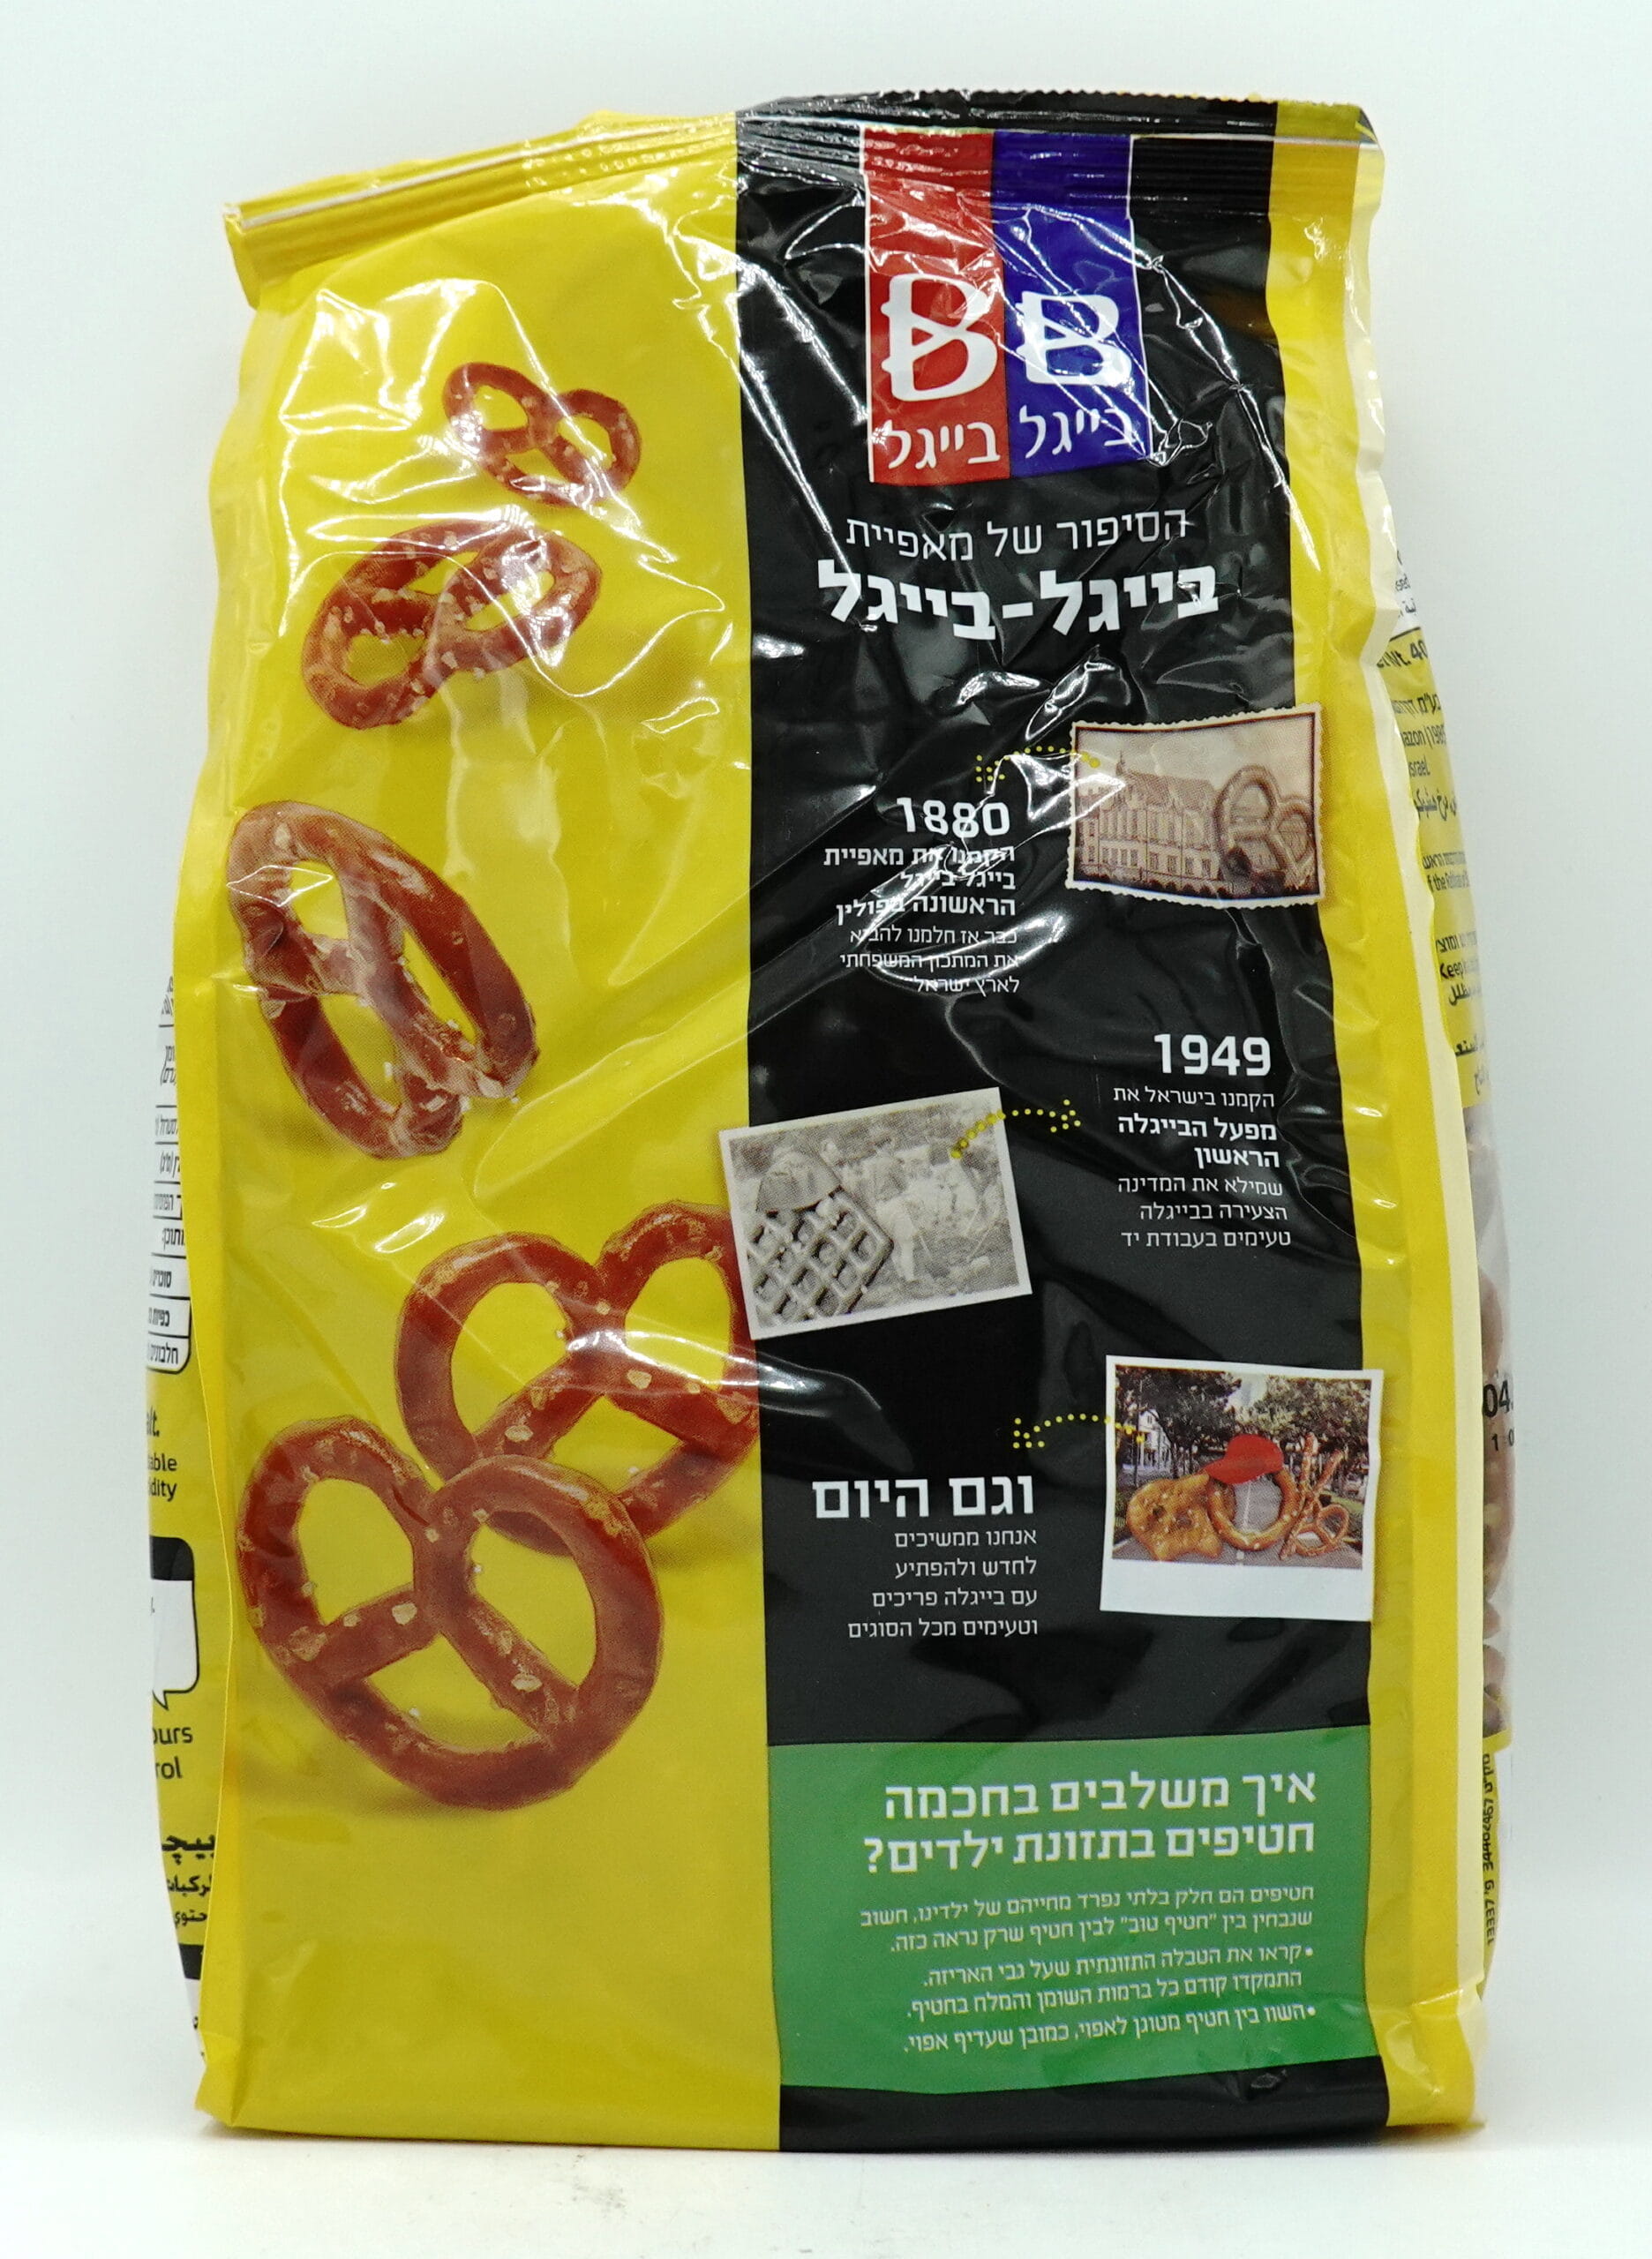 B B
בייגל בייגל
הסיפור של מאפיית
בייגל-בייגל
1880
הקמנו את מאפיית
בייגל בייגל
הראשונה בפולין
כבר אז חלמנו להביא
את המתכון המשפחתי
לארץ ישראל
1949
הקמנו בישראל את
מפעל הבייגלה
הראשון
שמילא את המדינה
הצעירה בבייגלה
טעימים בעבודת יד
וגם היום
אנחנו ממשיכים
לחדש ולהפתיע
עם בייגלה פריכים
וטעימים מכל הסוגים
איך משלבים בחכמה
חטיפים בתזונת ילדים?
חטיפים הם חלק בלתי נפרד מחייהם של ילדינו, חשוב
שנבחין בין "חטיף טוב" לבין חטיף שרק נראה כזה.
•קראו את הטבלה התזונתית שעל גבי האריזה.
התמקדו קודם כל ברמות השומן והמלח בחטיף.
•השוו בין חטיף מטוגן לאפוי, כמובן שעדיף אפוי.